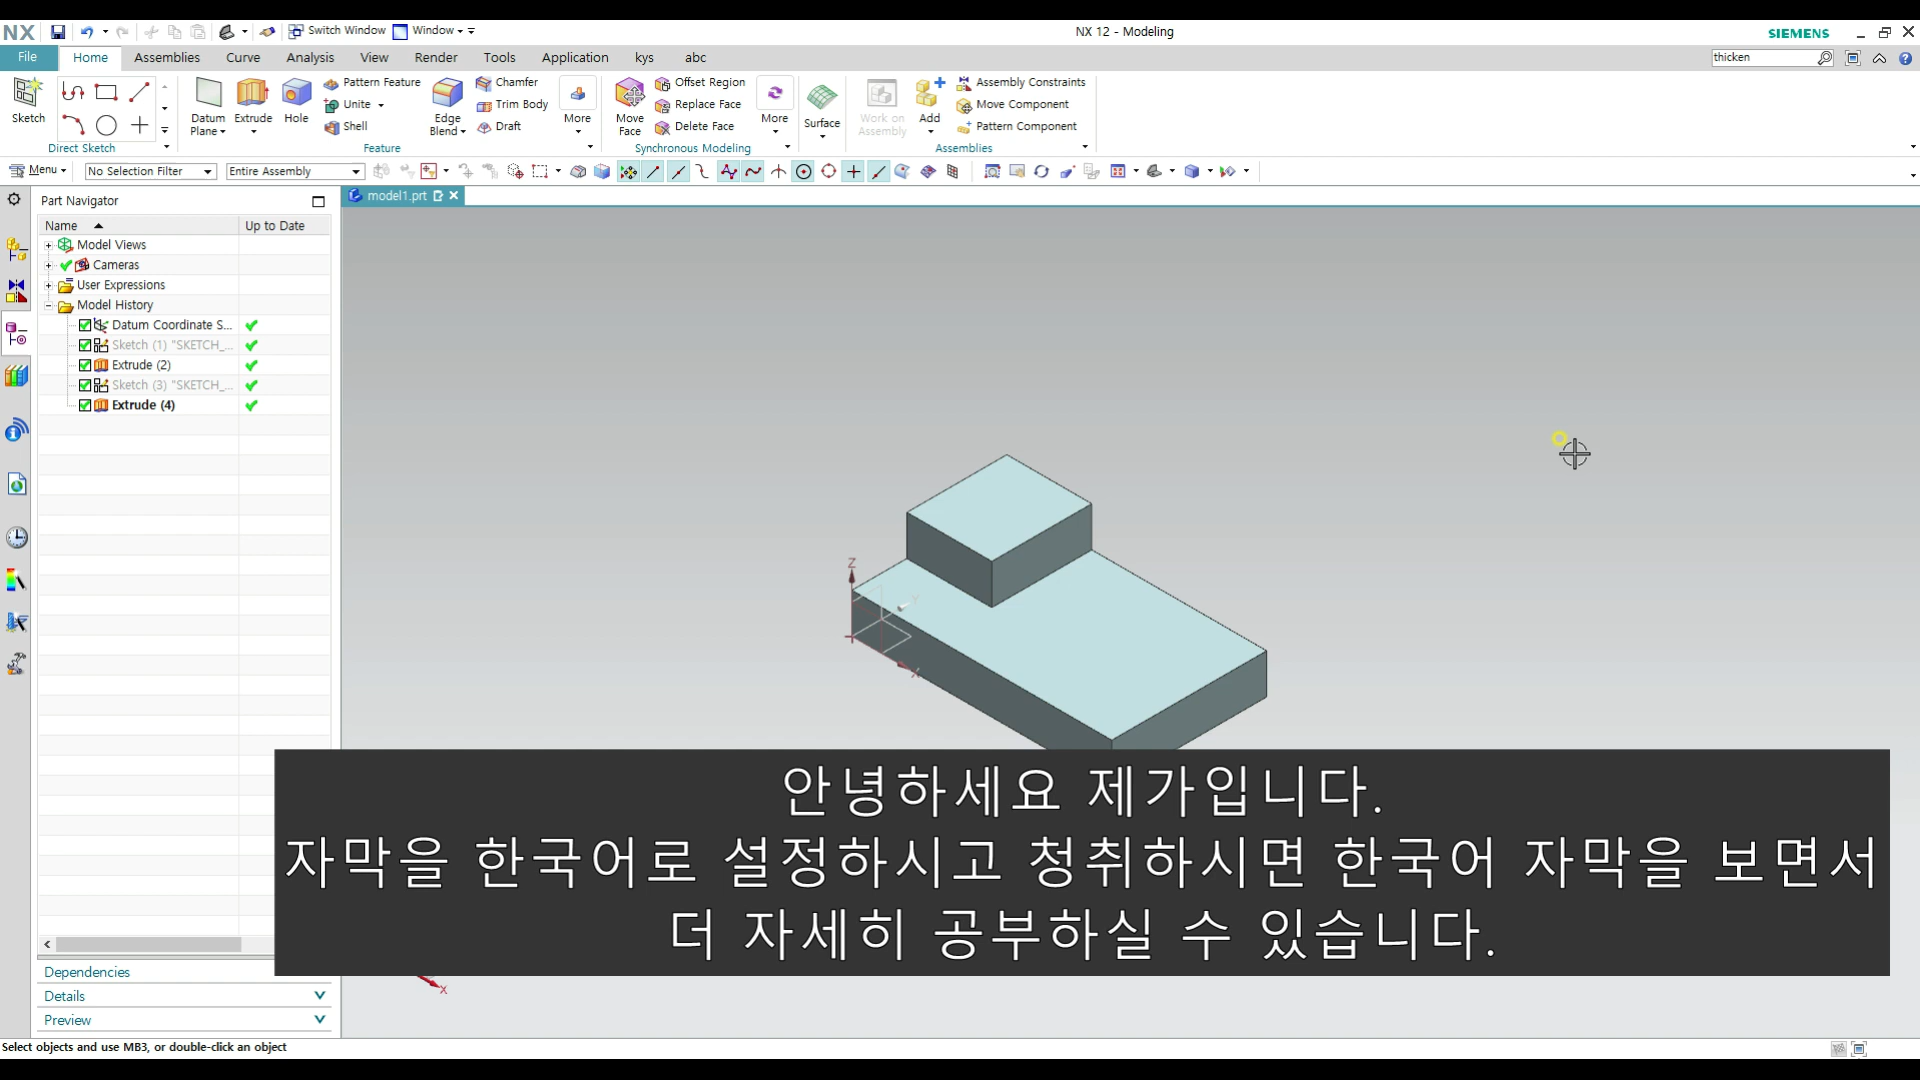 NX Switch Window Window NX 12 - Modeling SIEMENS
File Home Assemblies Curve Analysis View Render Tools Application kys abc thicken
Sketch
Direct Sketch
Datum Plane
Extrude
Hole
Pattern Feature
Unite
Shell
Edge Blend
Chamfer
Trim Body
Draft
More
Feature
Move Face
Offset Region
Replace Face
Delete Face
More
Synchronous Modeling
Surface
Work on Assembly
Add
Assembly Constraints
Move Component
Pattern Component
Assemblies
Menu No Selection Filter Entire Assembly
Part Navigator
model1.prt
Name Up to Date
Model Views
Cameras
User Expressions
Model History
Datum Coordinate S...
Sketch (1) "SKETCH_...
Extrude (2)
Sketch (3) "SKETCH_...
Extrude (4)
Z
Y
X
안녕하세요 제가입니다.
자막을 한국어로 설정하시고 청취하시면 한국어 자막을 보면서
더 자세히 공부하실 수 있습니다.
X
Dependencies
Details
Preview
Select objects and use MB3, or double-click an object